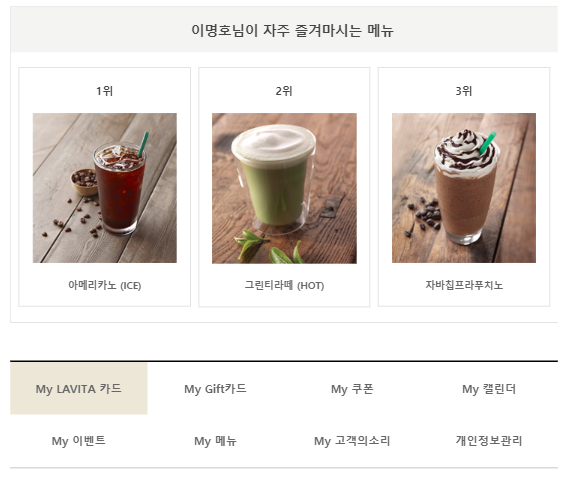 이명호님이 자주 즐겨마시는 메뉴
1위 2위 3위
아메리카노 (ICE) 그린티라떼 (HOT) 자바칩프라푸치노
My LAVITA 카드 My Gift카드 My 쿠폰 My 캘린더
My 이벤트 My 메뉴 My 고객의소리 개인정보관리